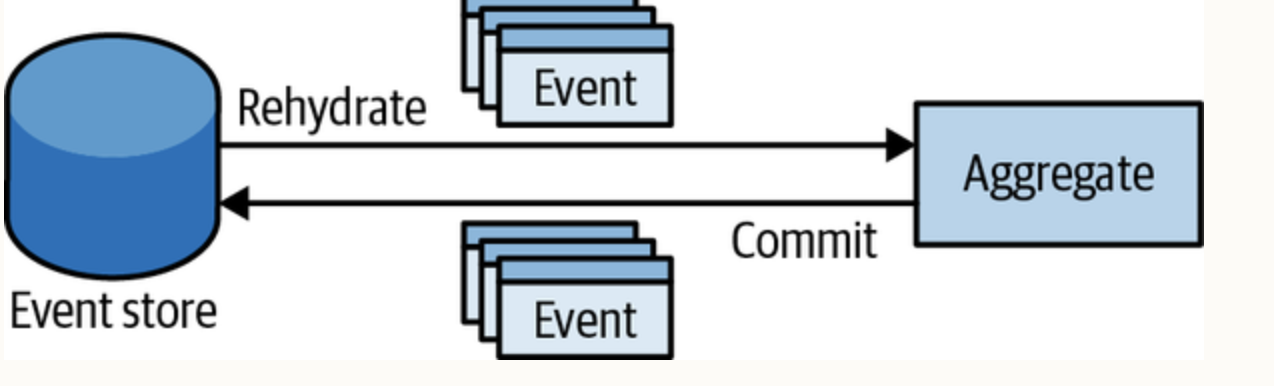 Event
Rehydrate
Aggregate
Commit
Event store
Event